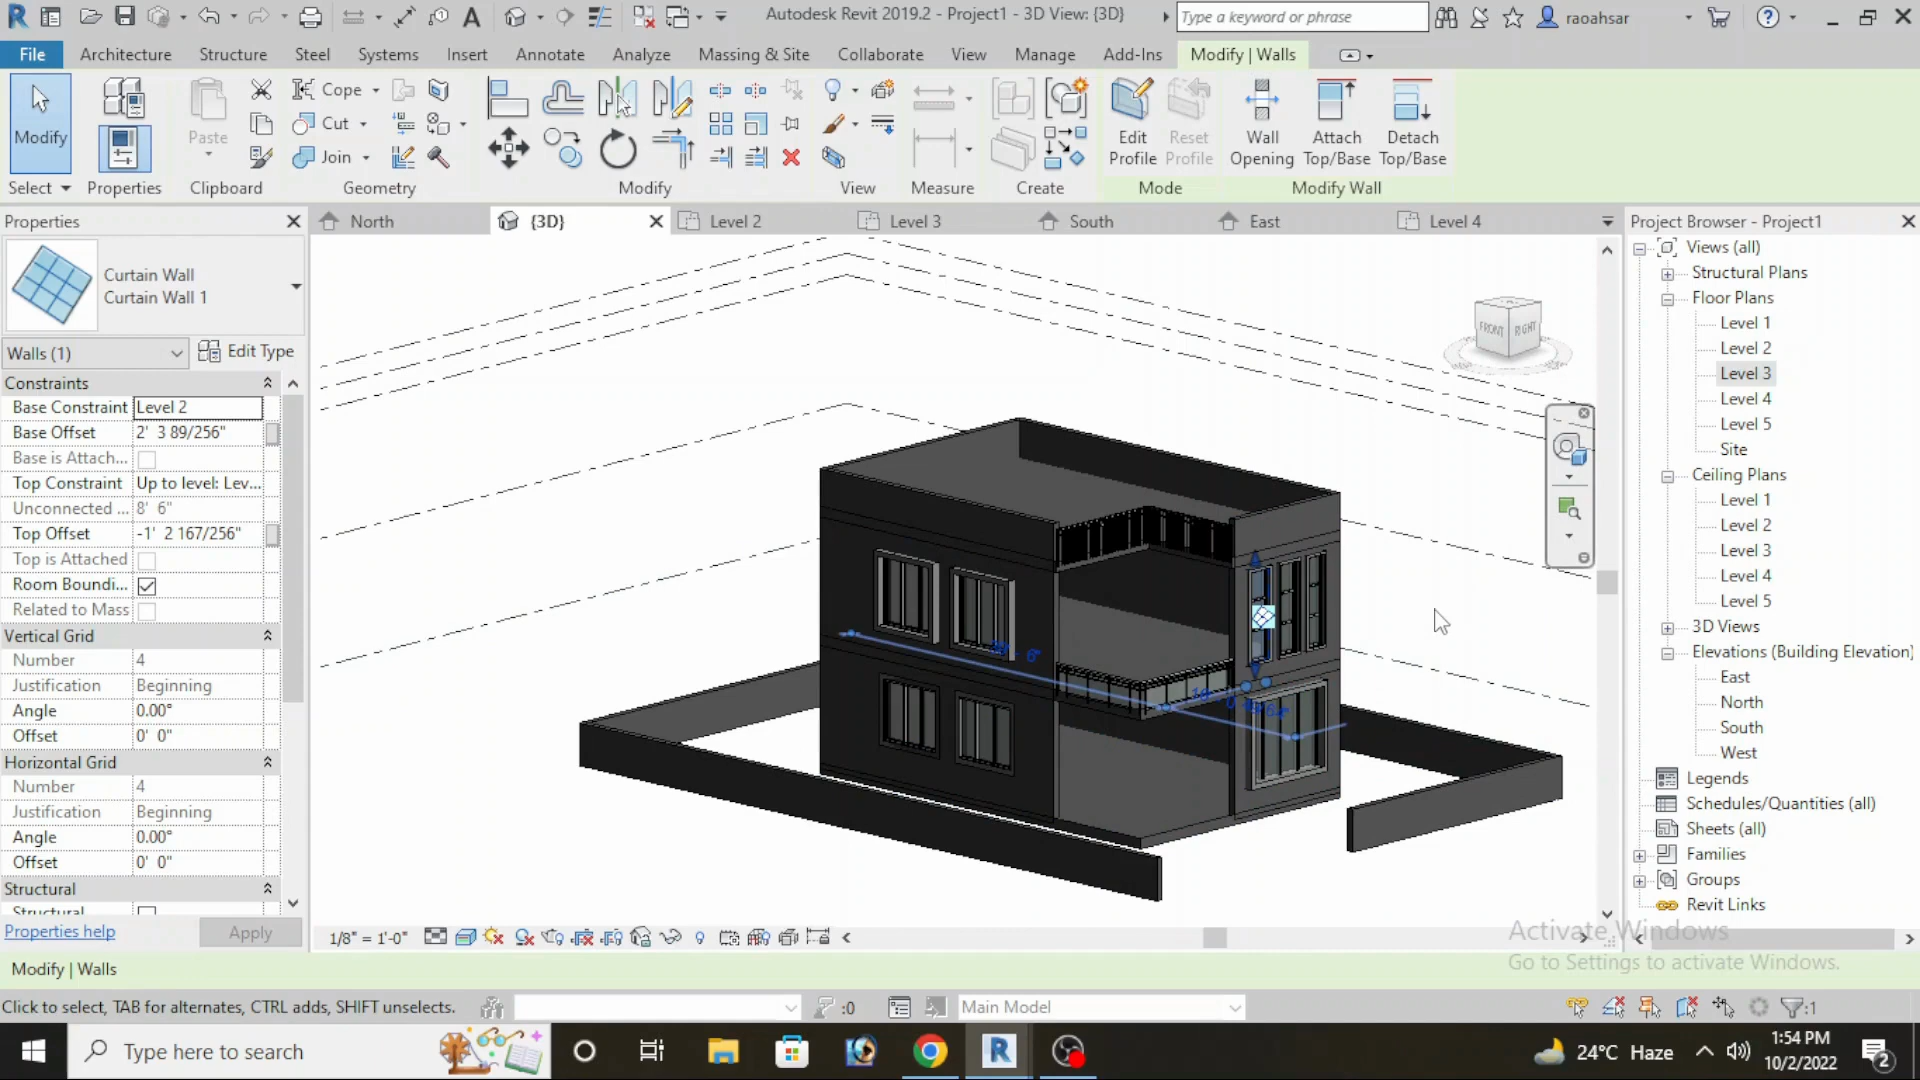 Autodesk Revit 2019.2 - Project1 - 3D View: {3D}
Type a keyword or phrase
raoahsar
File
Architecture
Structure
Steel
Systems
Insert
Annotate
Analyze
Massing & Site
Collaborate
View
Manage
Add-Ins
Modify | Walls
Modify
Paste
Cope
Cut
Join
Edit Profile
Reset Profile
Wall Opening
Attach Top/Base
Detach Top/Base
Select
Properties
Clipboard
Geometry
Modify
View
Measure
Create
Mode
Modify Wall
Properties
North
{3D}
Level 2
Level 3
South
East
Level 4
Project Browser - Project1
Curtain Wall
Curtain Wall 1
Walls (1)
Edit Type
Constraints
Base Constraint Level 2
Base Offset 2' 3 89/256"
Base is Attach...
Top Constraint Up to level: Lev...
Unconnected ... 8' 6"
Top Offset -1' 2 167/256"
Top is Attached
Room Boundi...
Related to Mass
Vertical Grid
Number 4
Justification Beginning
Angle 0.00°
Offset 0' 0"
Horizontal Grid
Number 4
Justification Beginning
Angle 0.00°
Offset 0' 0"
Structural
Structural
Properties help
Apply
FRONT
RIGHT
Views (all)
Structural Plans
Floor Plans
Level 1
Level 2
Level 3
Level 4
Level 5
Site
Ceiling Plans
Level 1
Level 2
Level 3
Level 4
Level 5
3D Views
Elevations (Building Elevation)
East
North
South
West
Legends
Schedules/Quantities (all)
Sheets (all)
Families
Groups
Revit Links
1/8" = 1'-0"
Activate Windows
Go to Settings to activate Windows.
Modify | Walls
Click to select, TAB for alternates, CTRL adds, SHIFT unselects.
:0
Main Model
:1
Type here to search
24°C Haze
1:54 PM
10/2/2022
2